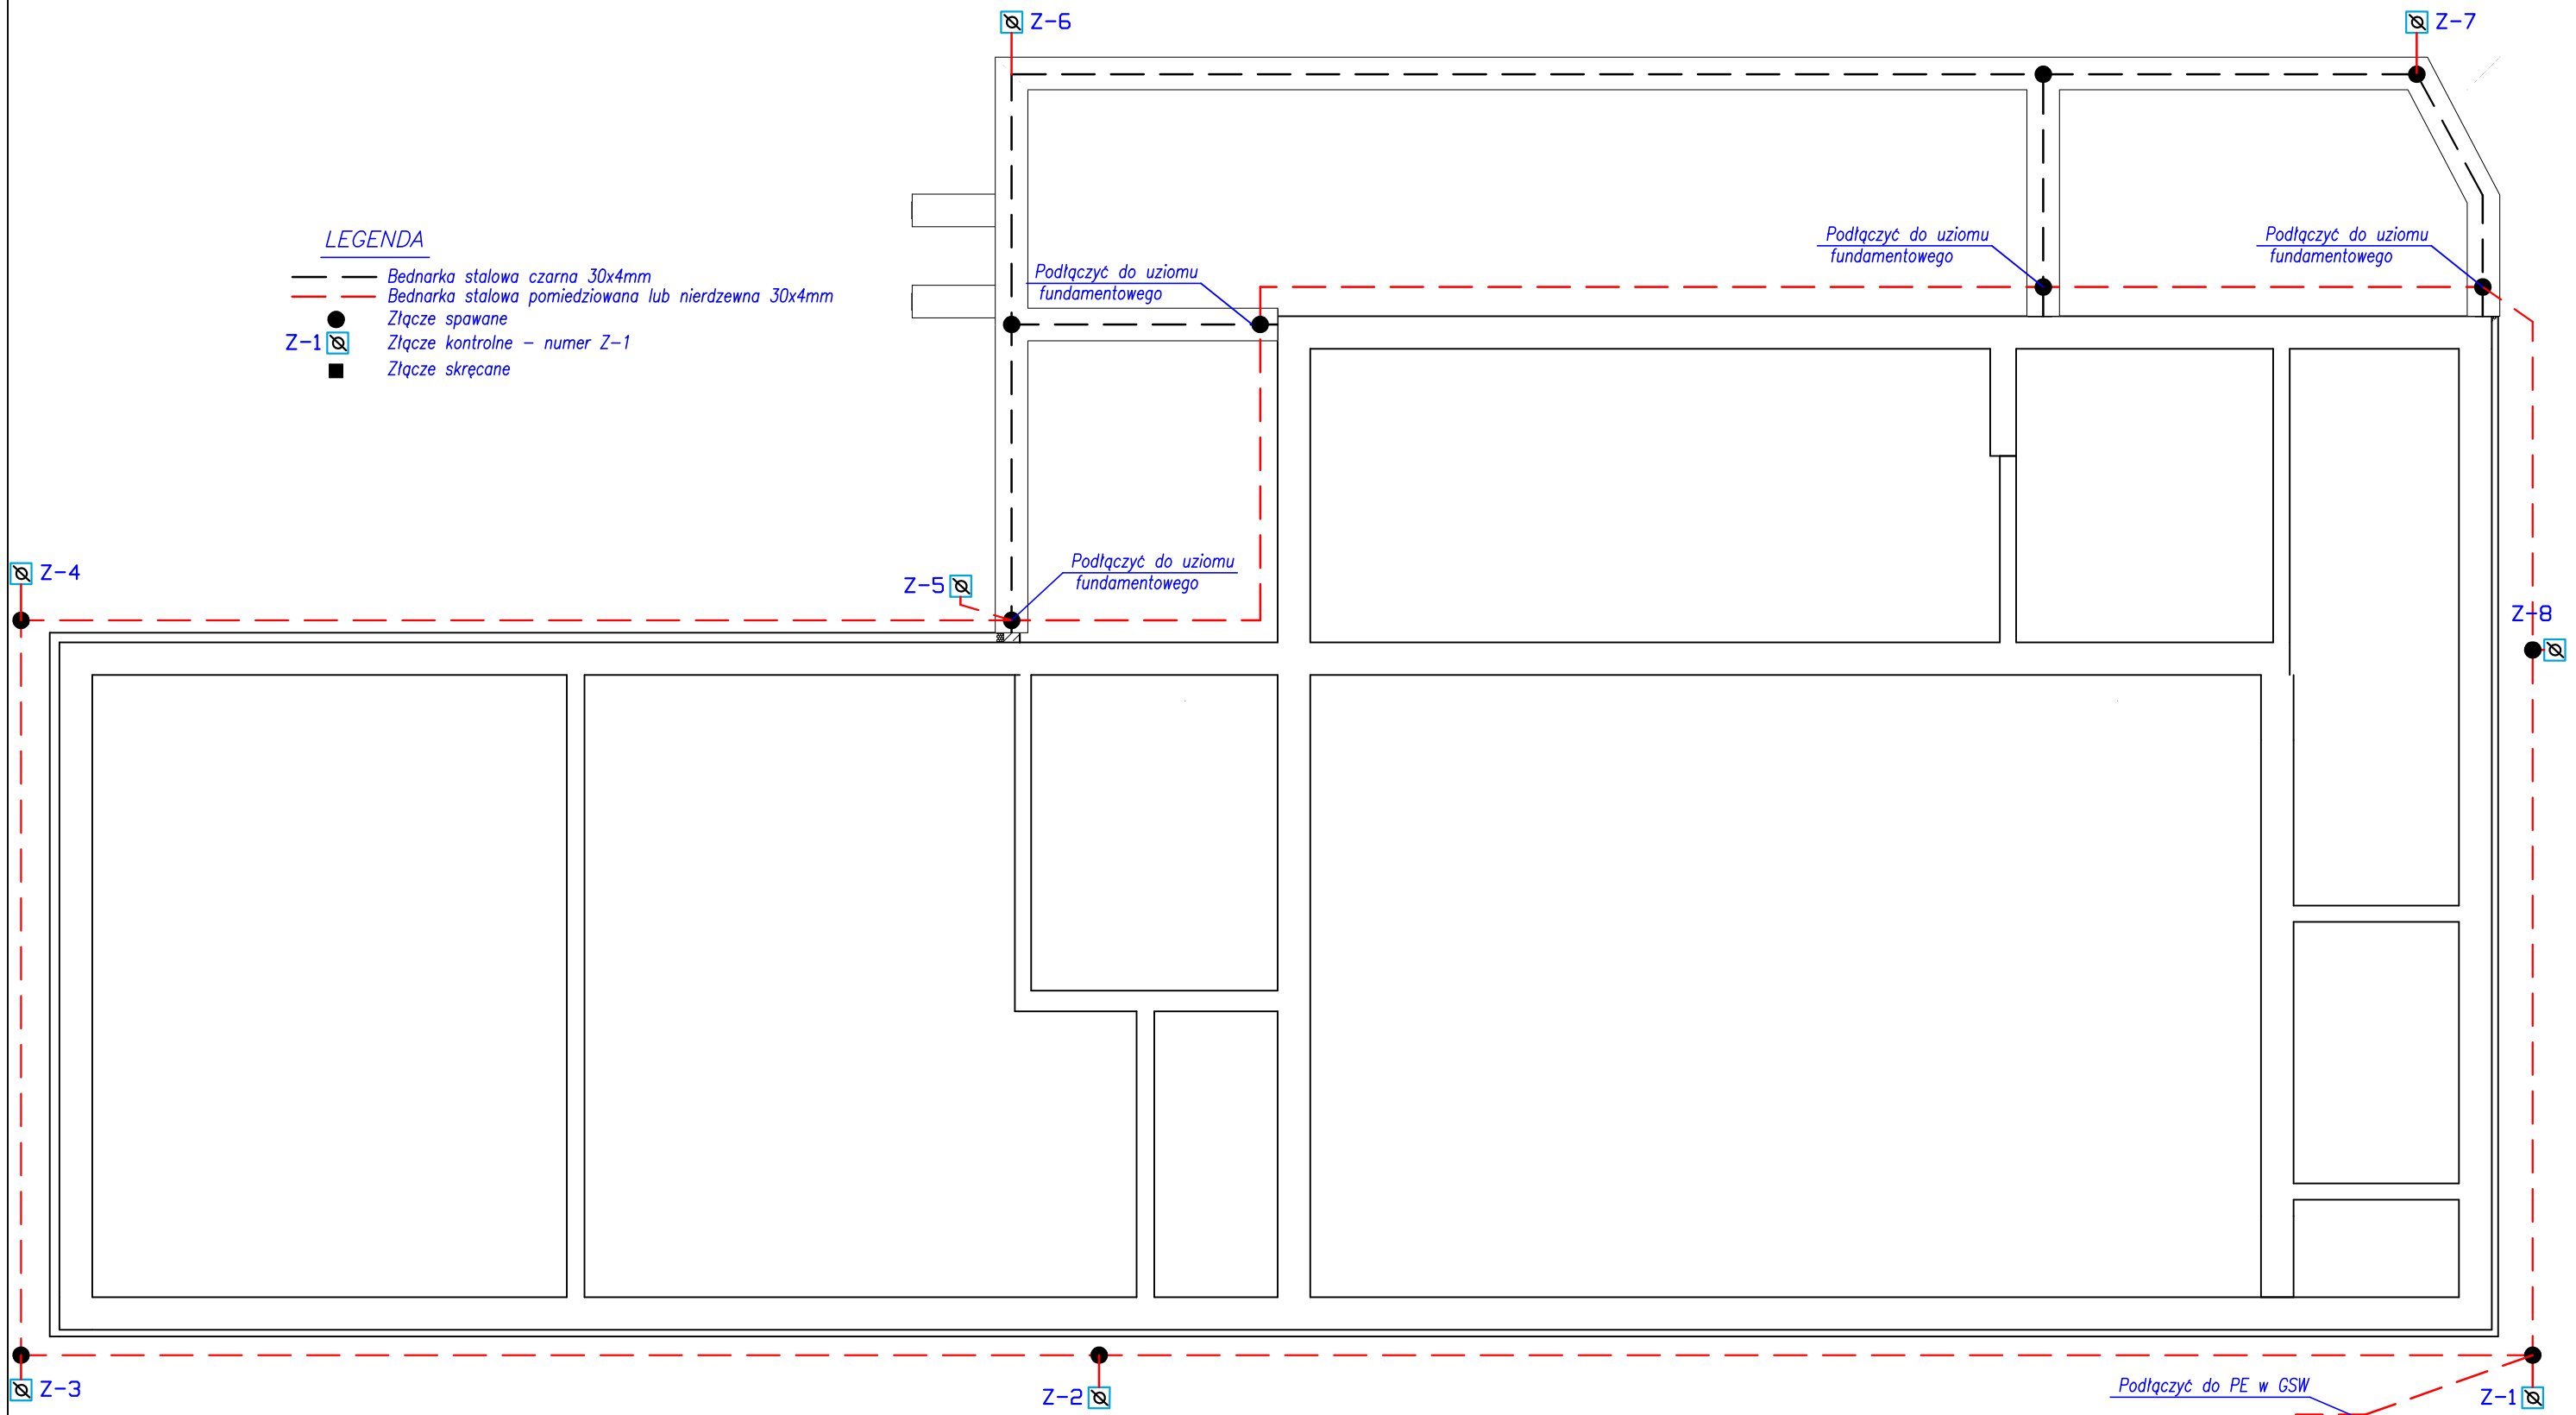 Z-6
Z-7
LEGENDA
Bednarka stalowa czarna 30x4mm
Bednarka stalowa pomiedziowana lub nierdzewna 30x4mm
Złącze spawane
Z-1 Złącze kontrolne - numer Z-1
Złącze skręcane
Podłączyć do uziomu
fundamentowego
Podłączyć do uziomu
fundamentowego
Podłączyć do uziomu
fundamentowego
Podłączyć do uziomu
fundamentowego
Z-4
Z-5
Z-8
Z-3
Z-2
Podłączyć do PE w GSW
Z-1